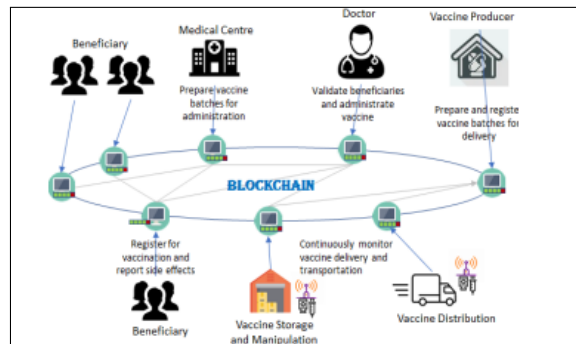 Beneficiary
Medical Centre
Doctor
Vaccine Producer
Prepare vaccine
batches for
administration
Validate beneficiaries
and administrate
vaccine
Prepare and register
vaccine batches for
delivery
BLOCKCHAIN
Register for
vaccination and
report side effects
Continuously monitor
vaccine delivery and
transportation
Beneficiary
Vaccine Storage
and Manipulation
Vaccine Distribution